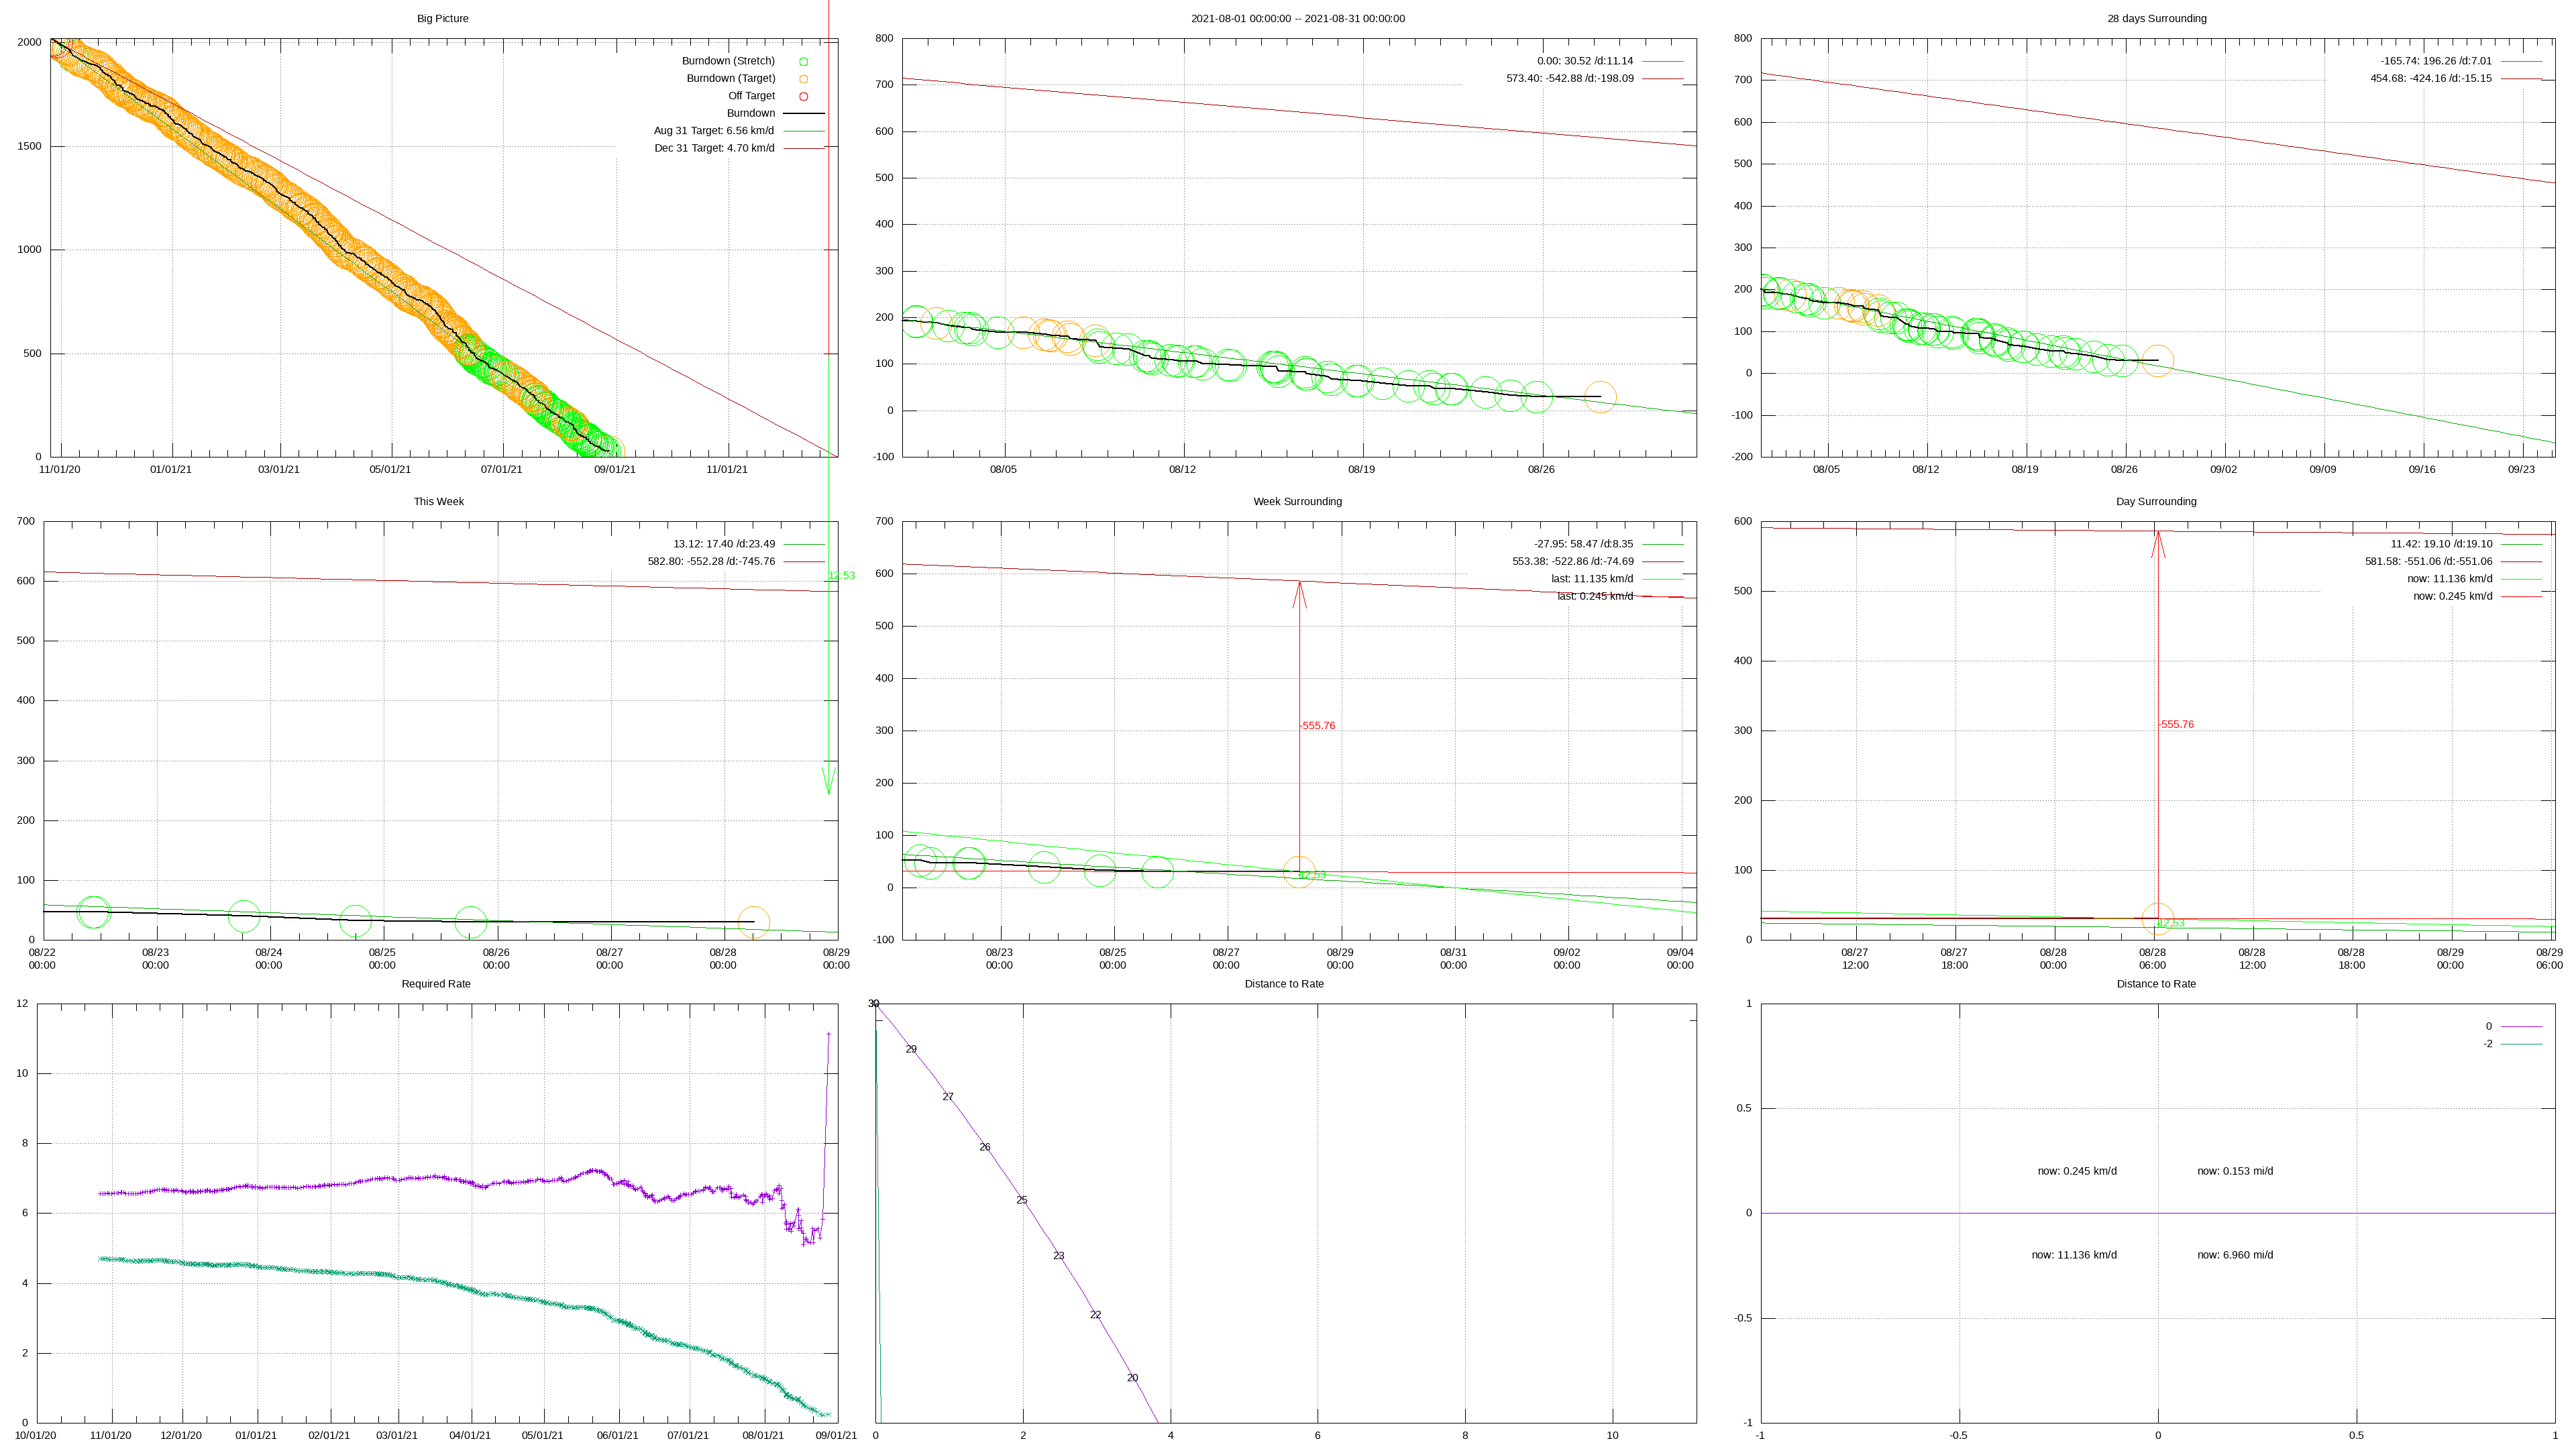 Big Picture
2000
1500
1000
500
0
11/01/20 01/01/21 03/01/21 05/01/21 07/01/21 09/01/21 11/01/21
Burndown (Stretch)
Burndown (Target)
Off Target
Burndown
Aug 31 Target: 6.56 km/d
Dec 31 Target: 4.70 km/d
2021-08-01 00:00:00 -- 2021-08-31 00:00:00
800
700
600
500
400
300
200
100
0
-100
08/05 08/12 08/19 08/26
0.00: 30.52 /d:11.14
573.40: -542.88 /d:-198.09
28 days Surrounding
800
700
600
500
400
300
200
100
0
-100
-200
08/05 08/12 08/19 08/26 09/02 09/09 09/16 09/23
-165.74: 196.26 /d:7.01
454.68: -424.16 /d:-15.15
This Week
700
600
500
400
300
200
100
0
08/22 08/23 08/24 08/25 08/26 08/27 08/28 08/29
00:00 00:00 00:00 00:00 00:00 00:00 00:00 00:00
13.12: 17.40 /d:23.49
582.80: -552.28 /d:-745.76
12.53
Week Surrounding
700
600
500
400
300
200
100
0
-100
08/23 08/25 08/27 08/29 08/31 09/02 09/04
00:00 00:00 00:00 00:00 00:00 00:00 00:00
-27.95: 58.47 /d:8.35
553.38: -522.86 /d:-74.69
last: 11.135 km/d
last: 0.245 km/d
-555.76
12.53
Day Surrounding
600
500
400
300
200
100
0
08/27 08/27 08/28 08/28 08/28 08/28 08/29 08/29
12:00 18:00 00:00 06:00 12:00 18:00 00:00 06:00
11.42: 19.10 /d:19.10
581.58: -551.06 /d:-551.06
now: 11.136 km/d
now: 0.245 km/d
-555.76
12.53
Required Rate
12
10
8
6
4
2
0
10/01/20 11/01/20 12/01/20 01/01/21 02/01/21 03/01/21 04/01/21 05/01/21 06/01/21 07/01/21 08/01/21 09/01/21
Distance to Rate
30
29
27
26
25
23
22
20
0 2 4 6 8 10
Distance to Rate
1
0.5
0
-0.5
-1
-1 -0.5 0 0.5 1
0
-2
now: 0.245 km/d now: 0.153 mi/d
now: 11.136 km/d now: 6.960 mi/d